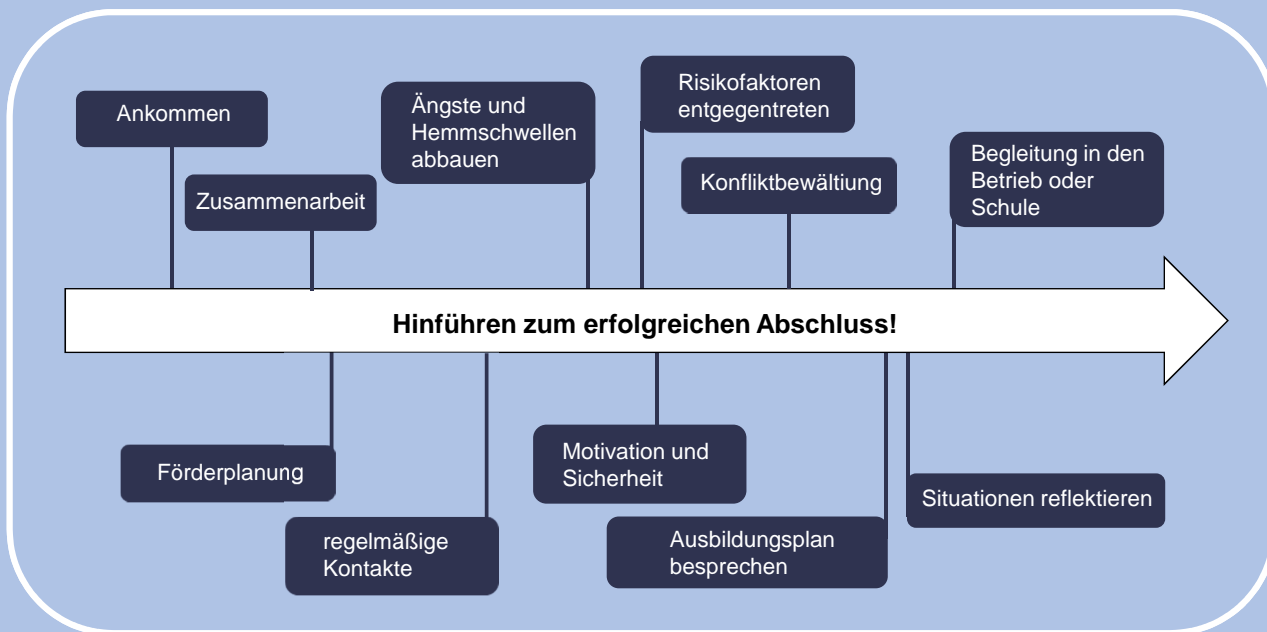 Ankommen
Zusammenarbeit
Ängste und
Hemmschwellen
abbauen
Risikofaktoren
entgegentreten
Konfliktbewältiung
Begleitung in den
Betrieb oder
Schule
Hinführen zum erfolgreichen Abschluss!
Förderplanung
regelmäßige
Kontakte
Motivation und
Sicherheit
Ausbildungsplan
besprechen
Situationen reflektieren